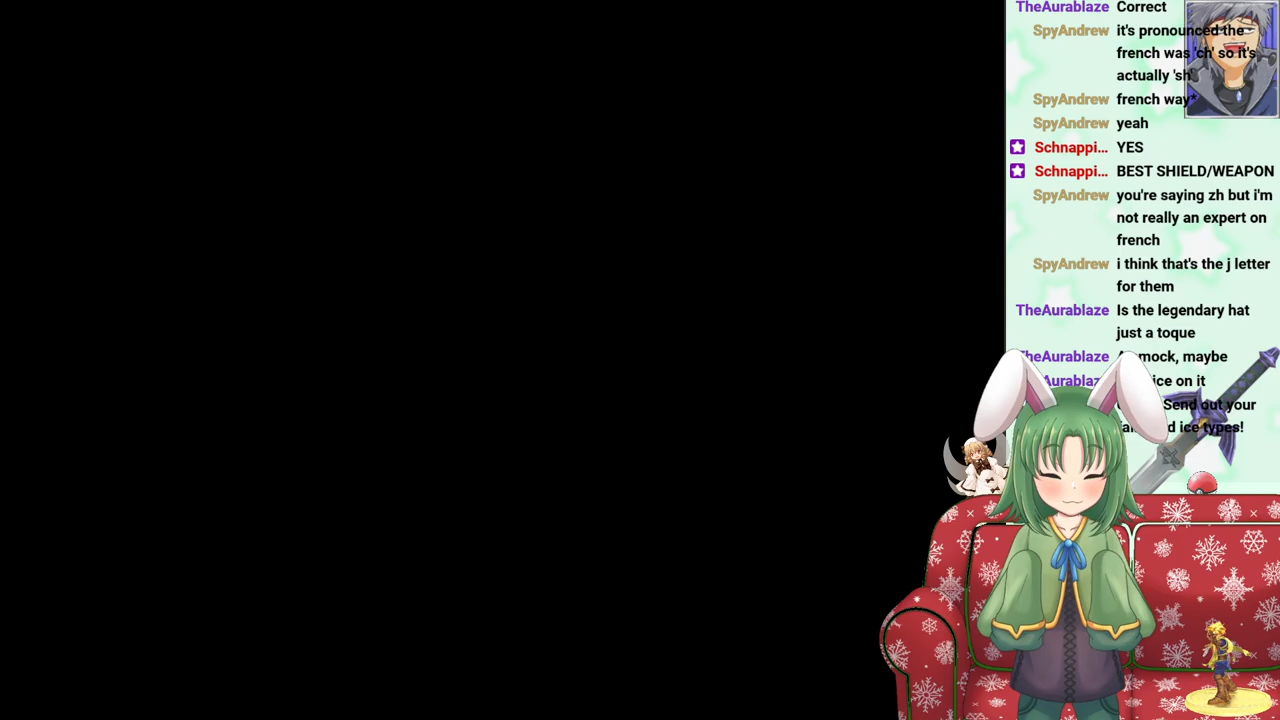 TheAurablaze Correct
SpyAndrew it's pronounced the
french was 'ch' so it's
actually 'sh'
SpyAndrew french way*
SpyAndrew yeah
Schnappi... YES
Schnappi... BEST SHIELD/WEAPON
SpyAndrew you're saying zh but i'm
not really an expert on
french
SpyAndrew i think that's the j letter
for them
TheAurablaze Is the legendary hat
just a toque
heAurablaze mock, maybe
Aurablaz ice on it
Send out your
ice types!